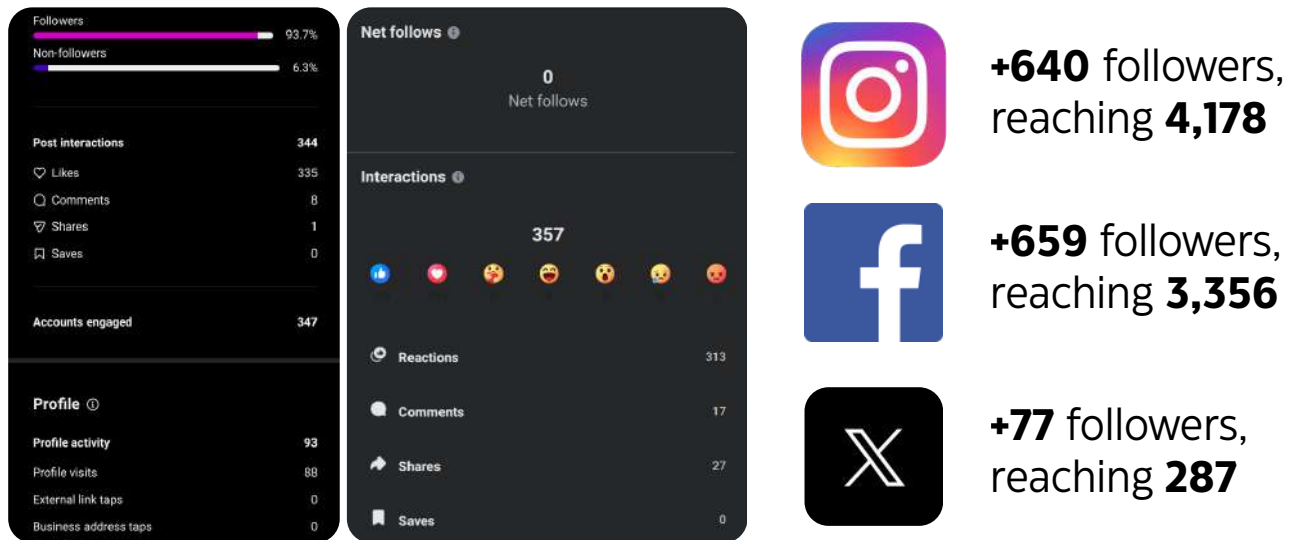 Followers
93.7%
Non-followers
6.3%
Post interactions 344
Likes 335
Comments 8
Shares 1
Saves 0
Accounts engaged 347
Profile
Profile activity 93
Profile visits 88
External link taps 0
Business address taps 0
Net follows
0
Net follows
Interactions
357
Reactions 313
Comments 17
Shares 27
Saves 0
+640 followers,
reaching 4,178
+659 followers,
reaching 3,356
+77 followers,
reaching 287